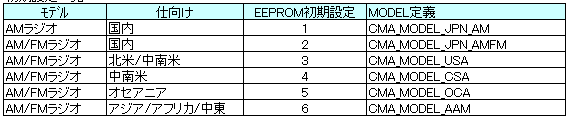 ﾓﾃﾞﾙ 仕向け EEPROM初期設定 MODEL定義
AMラジオ 国内 1 CMA_MODEL_JPN_AM
AM/FMラジオ 国内 2 CMA_MODEL_JPN_AMFM
AM/FMラジオ 北米/中南米 3 CMA_MODEL_USA
AM/FMラジオ 中南米 4 CMA_MODEL_CSA
AM/FMラジオ オセアニア 5 CMA_MODEL_OCA
AM/FMラジオ アジア/アフリカ/中東 6 CMA_MODEL_AAM